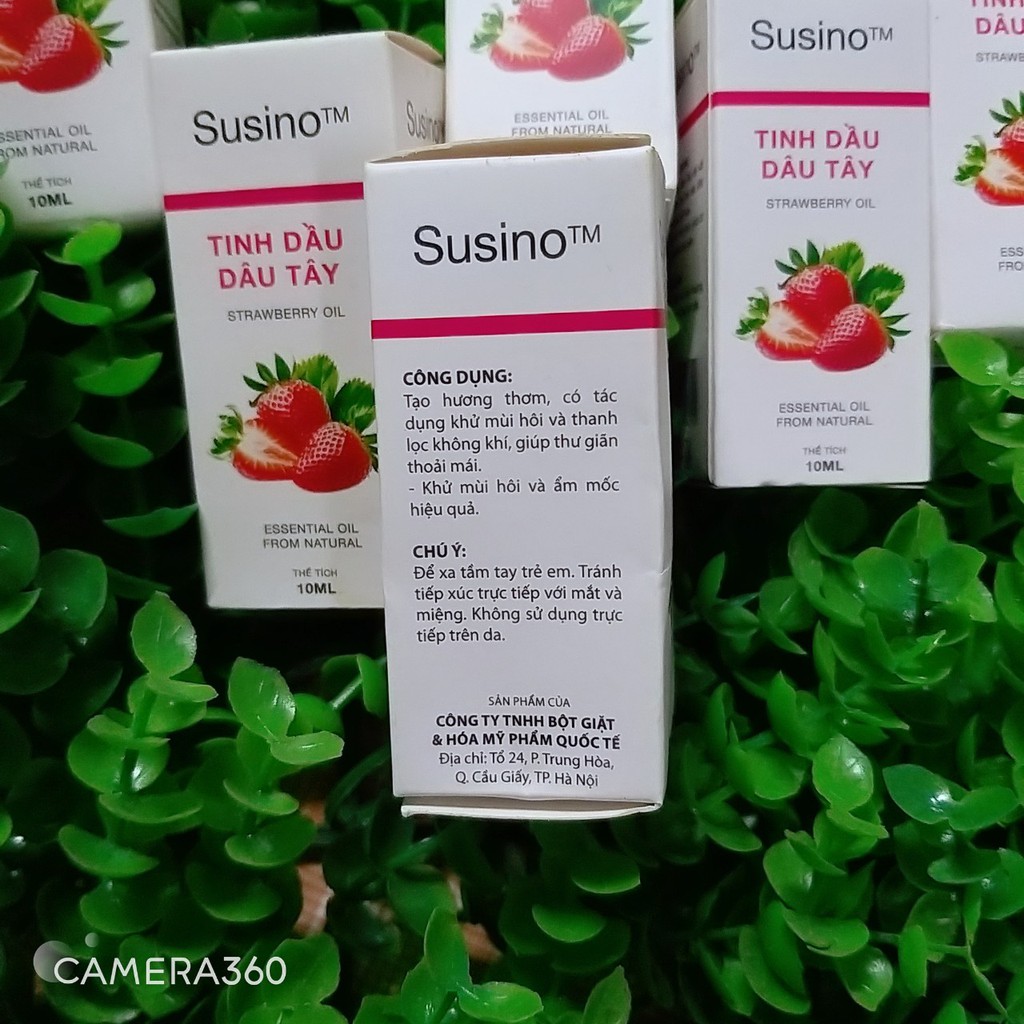 ESSENTIAL OIL
THỂ TÍCH
10ML
Susino™
TINH DẦU
DÂU TÂY
STRAWBERRY OIL
ESSENTIAL OIL
FROM NATURAL
THỂ TÍCH
10ML
ESSENTIAL OIL
FROM NATURAL
Susino™
CÔNG DỤNG:
Tạo hương thơm, có tác
dụng khử mùi hôi và thanh
lọc không khí, giúp thư giãn
thoải mái.
- Khử mùi hôi và ẩm mốc
hiệu quả.
CHÚ Ý:
Để xa tầm tay trẻ em. Tránh
tiếp xúc trực tiếp với mắt và
miệng. Không sử dụng trực
tiếp trên da.
SẢN PHẨM CỦA
CÔNG TY TNHH BỘT GIẶT
& HÓA MỸ PHẨM QUỐC TẾ
Địa chỉ: Tổ 24, P. Trung Hòa,
Q. Cầu Giấy, TP. Hà Nội
Susino™
TINH DẦU
DÂU TÂY
STRAWBERRY OIL
ESSENTIAL OIL
FROM NATURAL
THỂ TÍCH
10ML
CAMERA360